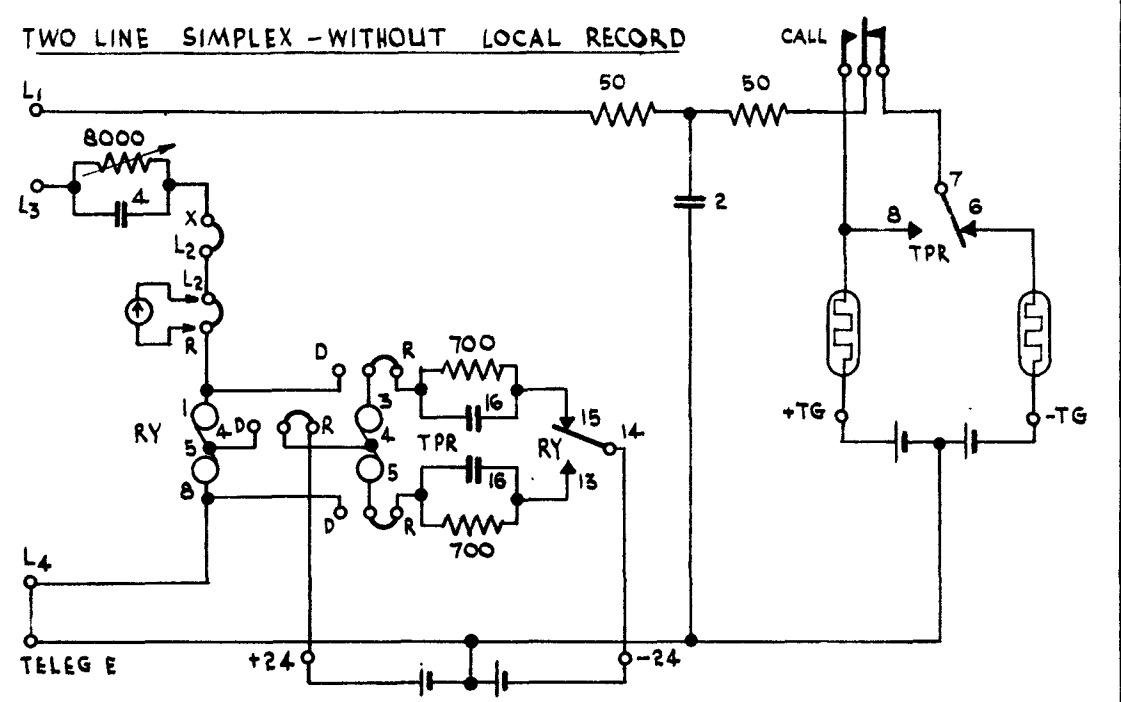 TWO LINE SIMPLEX – WITHOUT LOCAL RECORD
CALL
L1
50
50
8000
L3
4
X
L2
2
7
8
6
TPR
L2
R
D
R
700
16
15
14
1
4
D
R
3
4
RY
5
TPR
RY
+TG
-TG
8
5
16
13
D
R
700
L4
TELEG E
+24
-24